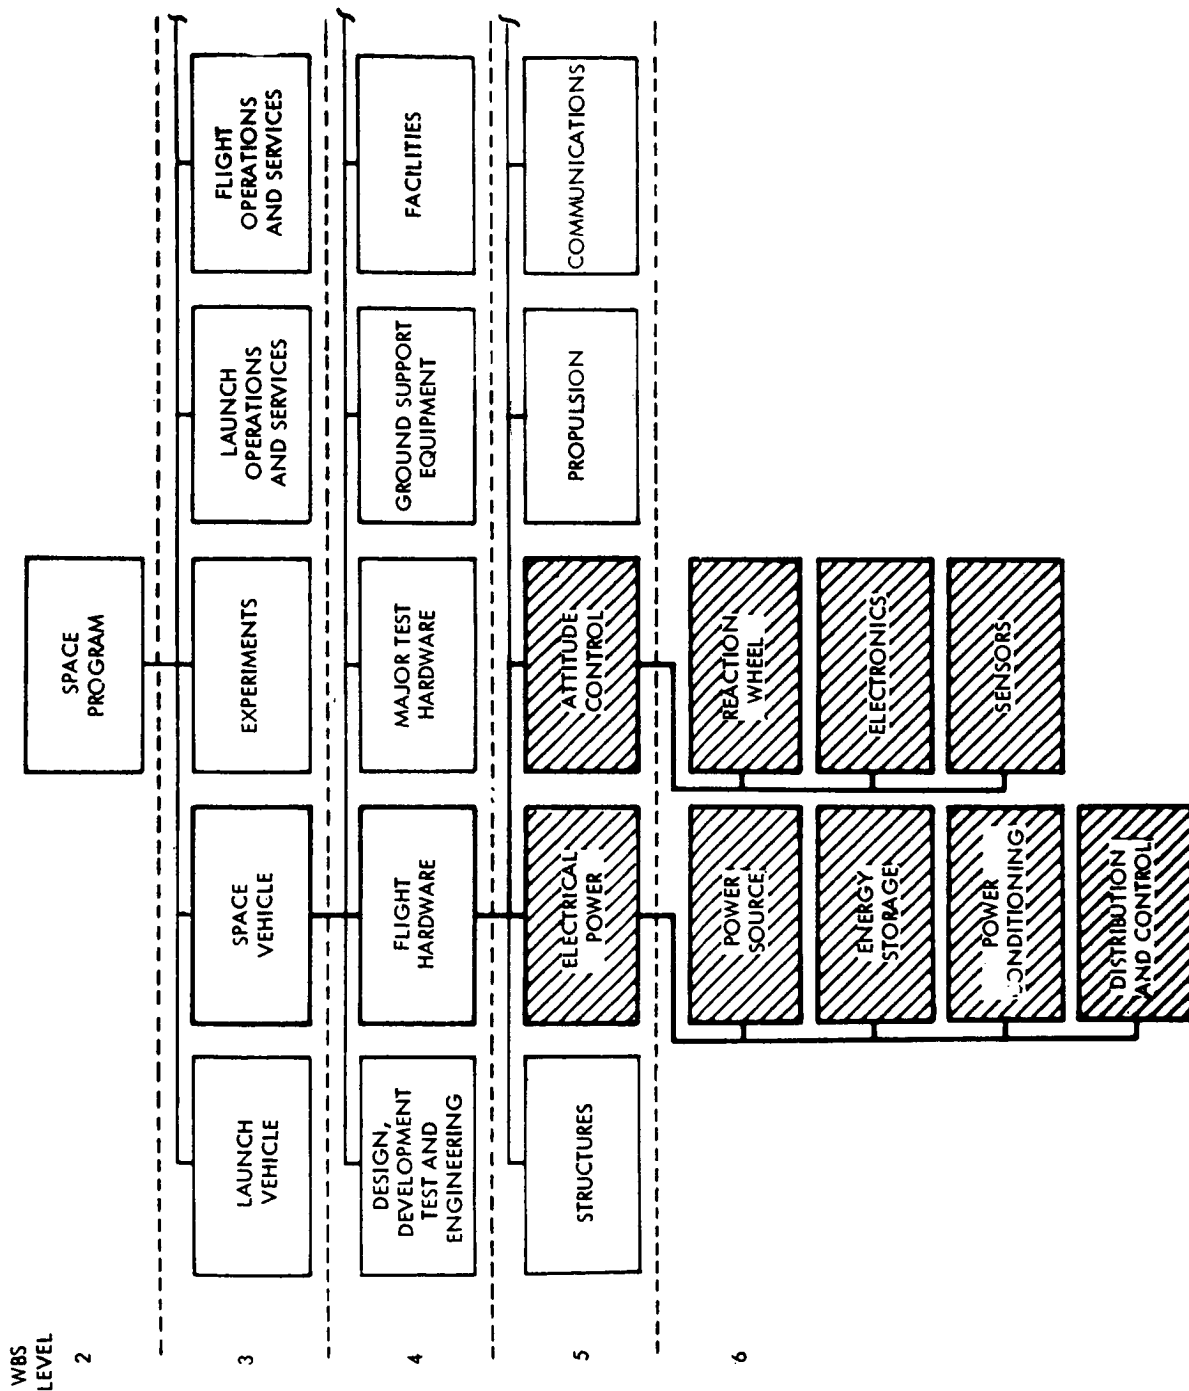 WBS
LEVEL
2
SPACE
PROGRAM
3
LAUNCH
VEHICLE
SPACE
VEHICLE
EXPERIMENTS
LAUNCH
OPERATIONS
AND SERVICES
FLIGHT
OPERATIONS
AND SERVICES
4
DESIGN,
DEVELOPMENT
TEST AND
ENGINEERING
FLIGHT
HARDWARE
MAJOR TEST
HARDWARE
GROUND SUPPORT
EQUIPMENT
FACILITIES
5
STRUCTURES
ELECTRICAL
POWER
ATTITUDE
CONTROL
PROPULSION
COMMUNICATIONS
6
POWER
SOURCE
ENERGY
STORAGE
POWER
CONDITIONING
DISTRIBUTION
AND CONTROL
REACTION
WHEEL
ELECTRONICS
SENSORS